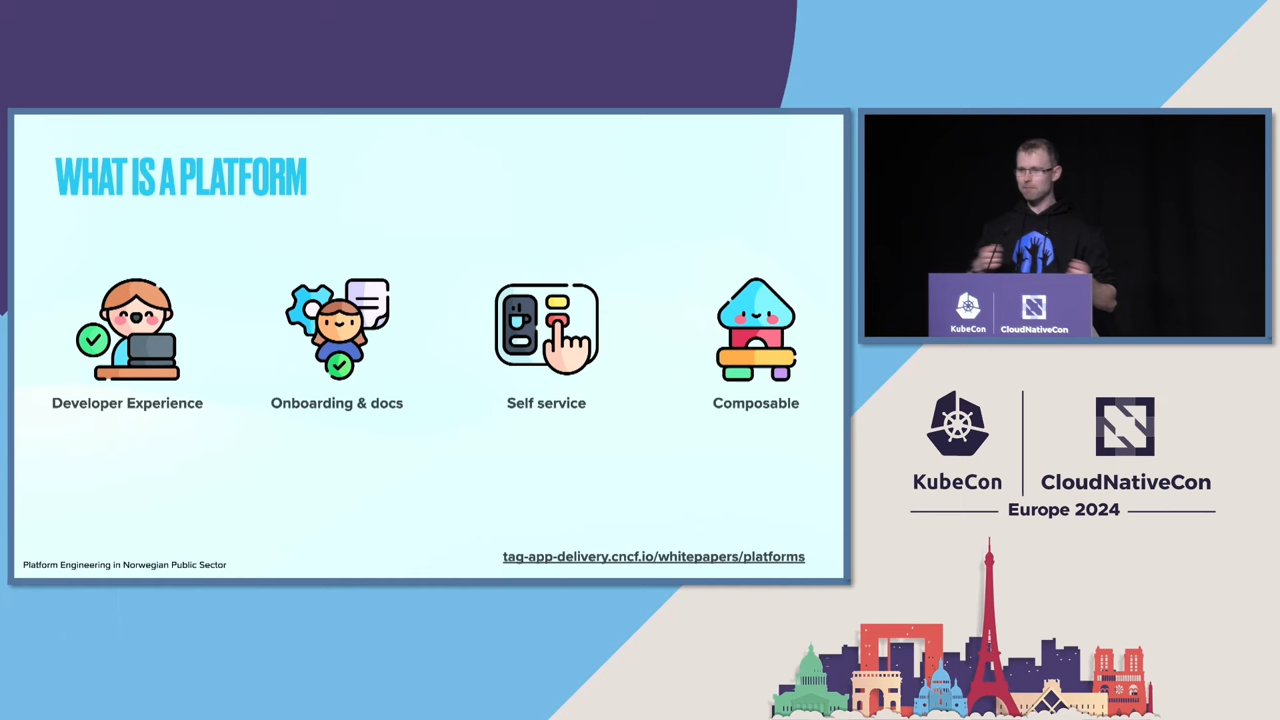 WHAT IS A PLATFORM
Developer Experience
Onboarding & docs
Self service
Composable
tag-app-delivery.cncf.io/whitepapers/platforms
Platform Engineering in Norwegian Public Sector
KubeCon
CloudNativeCon
KubeCon
CloudNativeCon
Europe 2024